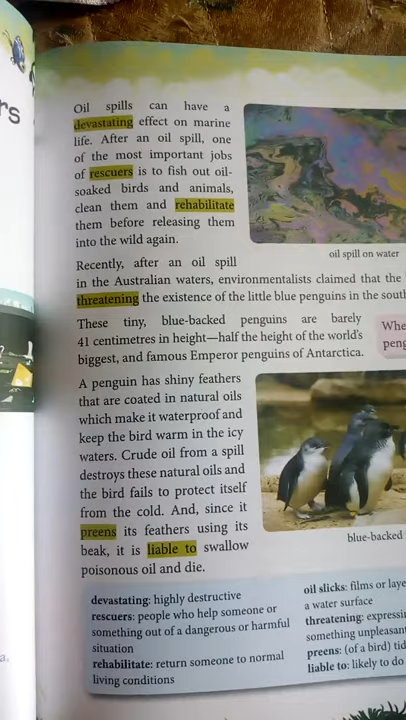 rs
Oil spills can have a
devastating effect on marine
life. After an oil spill, one
of the most important jobs
of rescuers is to fish out oil-
soaked birds and animals,
clean them and rehabilitate
them before releasing them
into the wild again.
oil spill on water
Recently, after an oil spill
in the Australian waters, environmentalists claimed that the
threatening the existence of the little blue penguins in the
These tiny, blue-backed penguins are barely
41 centimetres in height—half the height of the world's
biggest, and famous Emperor penguins of Antarctica.
A penguin has shiny feathers
that are coated in natural oils
which make it waterproof and
keep the bird warm in the icy
waters. Crude oil from a spill
destroys these natural oils and
the bird fails to protect itself
from the cold. And, since it
preens its feathers using its
beak, it is liable to swallow
poisonous oil and die.
blue-backed
devastating: highly destructive
rescuers: people who help someone or
something out of a dangerous or harmful
situation
rehabilitate: return someone to normal
living conditions
oil slicks: films or
a water surface
threatening:
something
preens: (of a bird)
liable to: likely to do